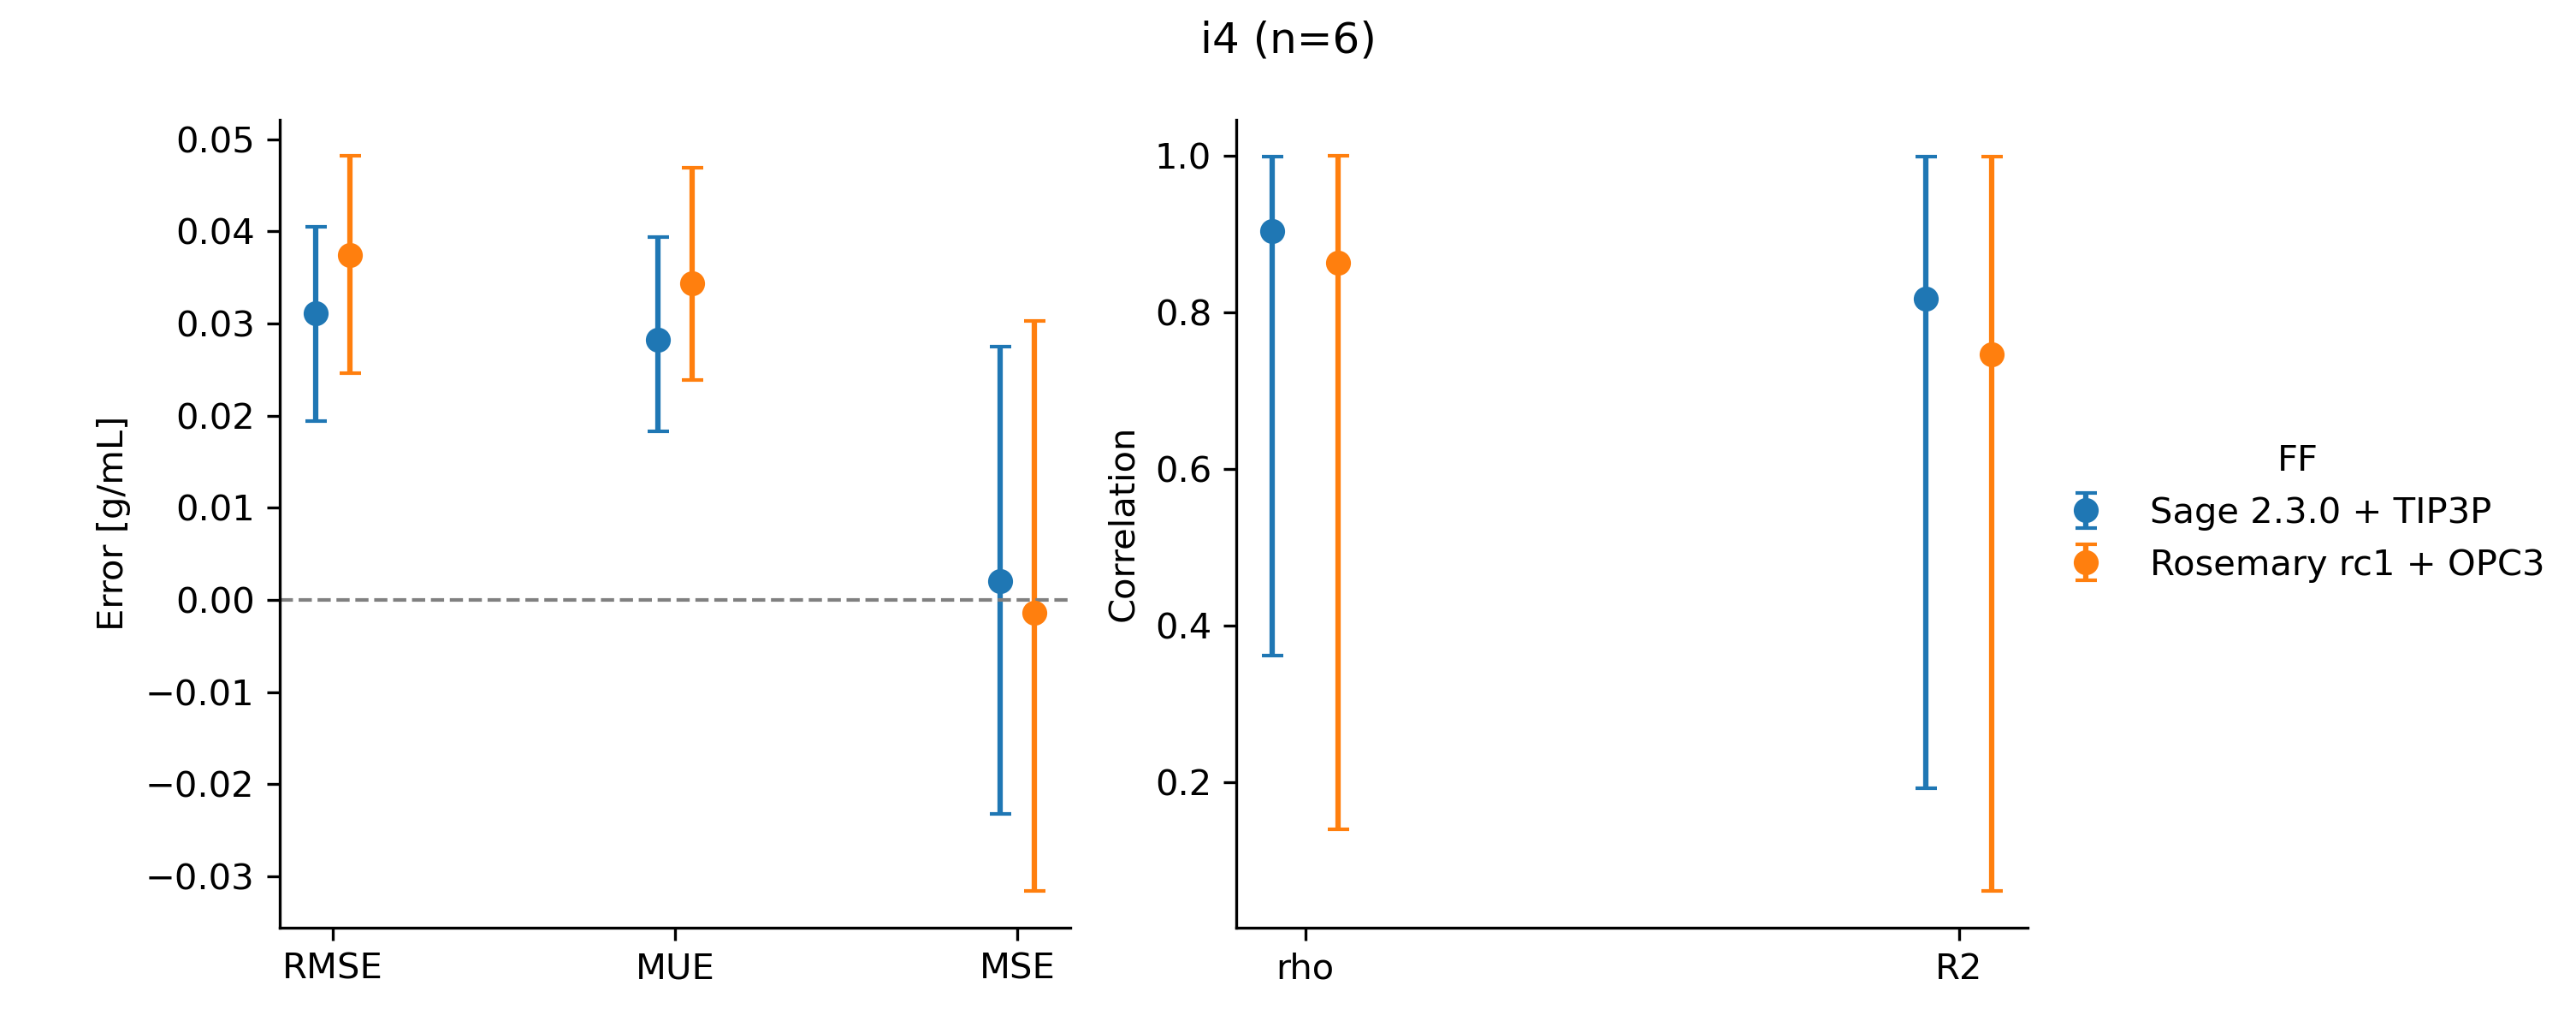 i4 (n=6)
Error [g/mL]
0.05
0.04
0.03
0.02
0.01
0.00
−0.01
−0.02
−0.03
RMSE
MUE
MSE
Correlation
1.0
0.8
0.6
0.4
0.2
rho
R2
FF
Sage 2.3.0 + TIP3P
Rosemary rc1 + OPC3